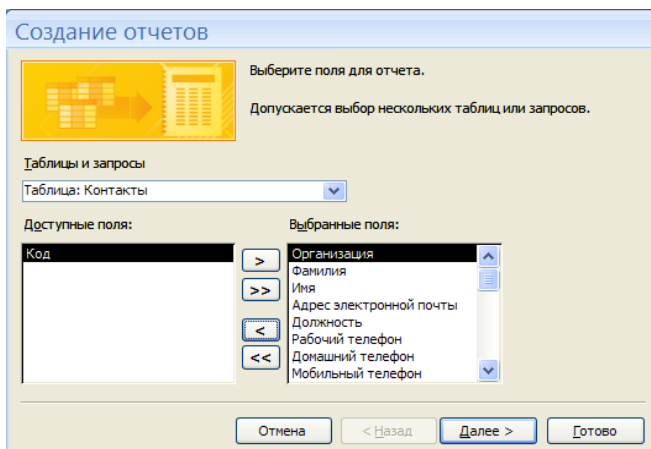 Создание отчетов
Выберите поля для отчета.
Допускается выбор нескольких таблиц или запросов.
Таблицы и запросы
Таблица: Контакты
Доступные поля:
Выбранные поля:
Код
>
>>
<
<<
Организация
Фамилия
Имя
Адрес электронной почты
Должность
Рабочий телефон
Домашний телефон
Мобильный телефон
Отмена
< Назад
Далее >
Готово